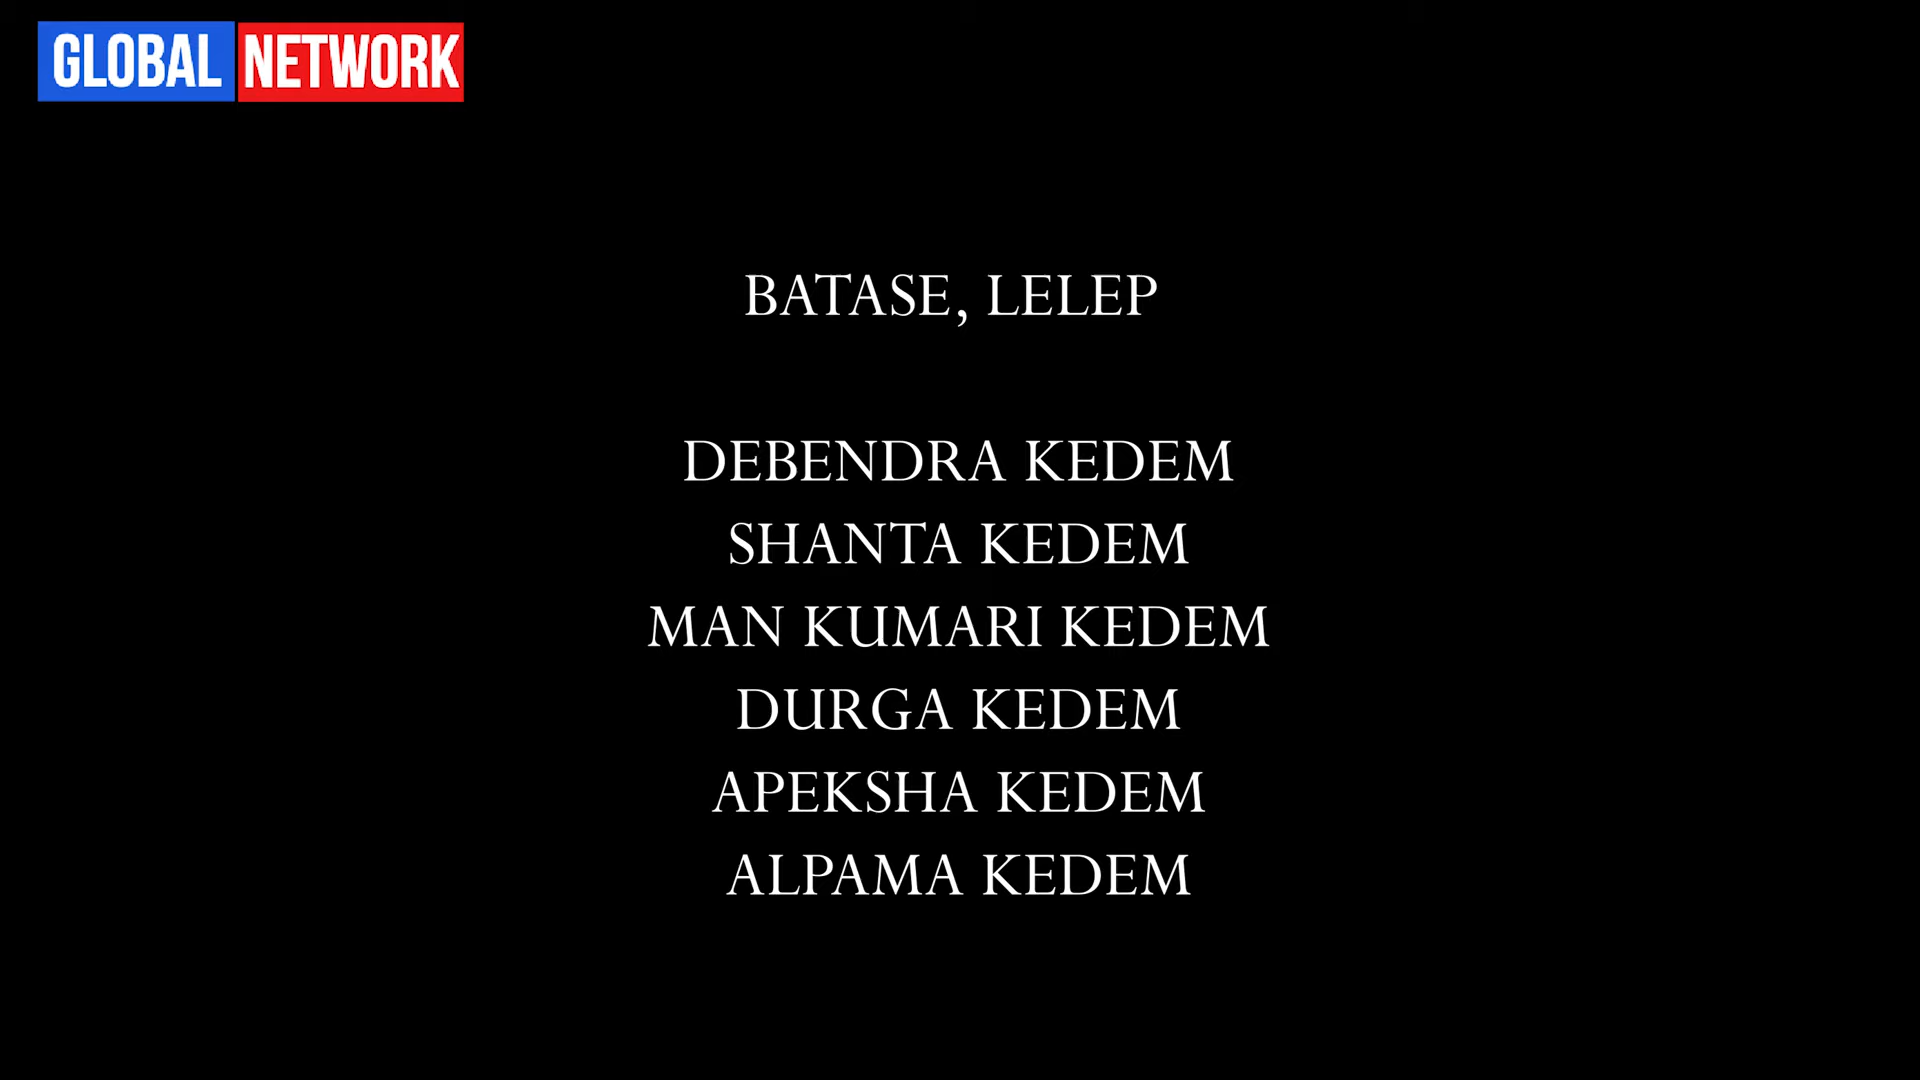 GLOBAL NETWORK
BATASE, LELEP
DEBENDRA KEDEM
SHANTA KEDEM
MAN KUMARI KEDEM
DURGA KEDEM
APEKSHA KEDEM
ALPAMA KEDEM